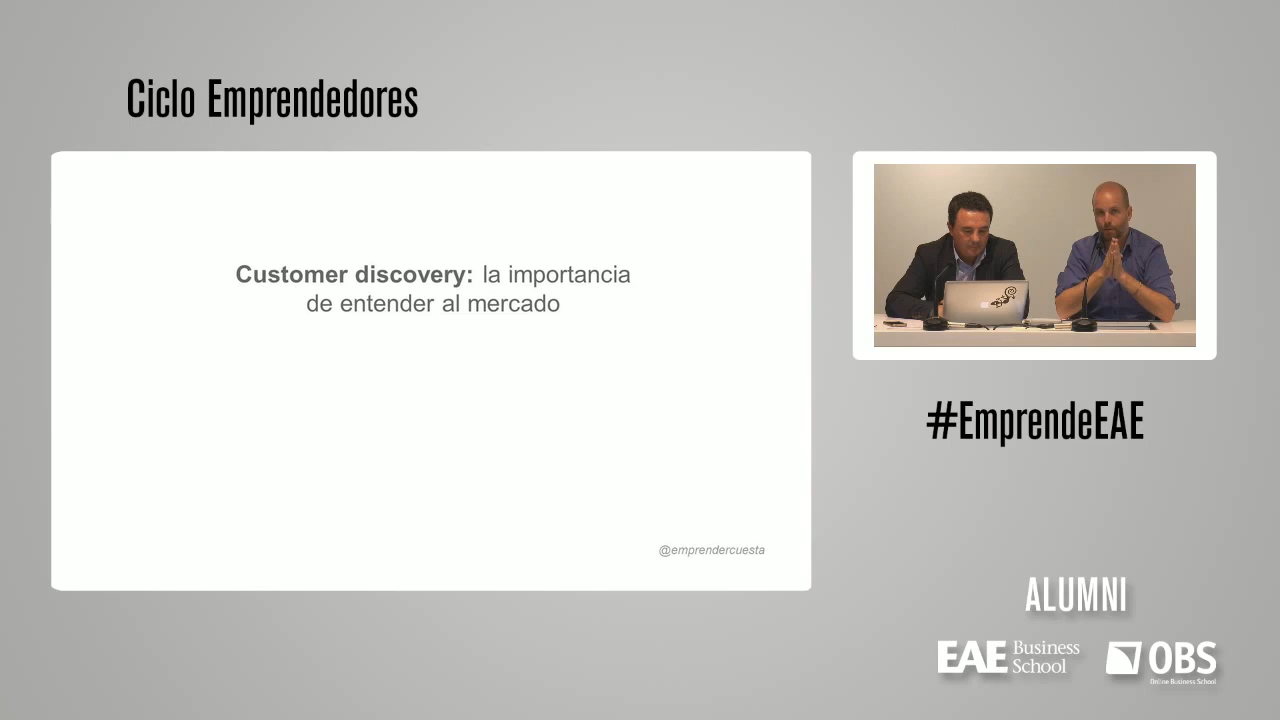 Ciclo Emprendedores
Customer discovery: la importancia
de entender al mercado
@emprendercuesta
#EmprendeEAE
ALUMNI
EAE Business
School
OBS
Online Business School